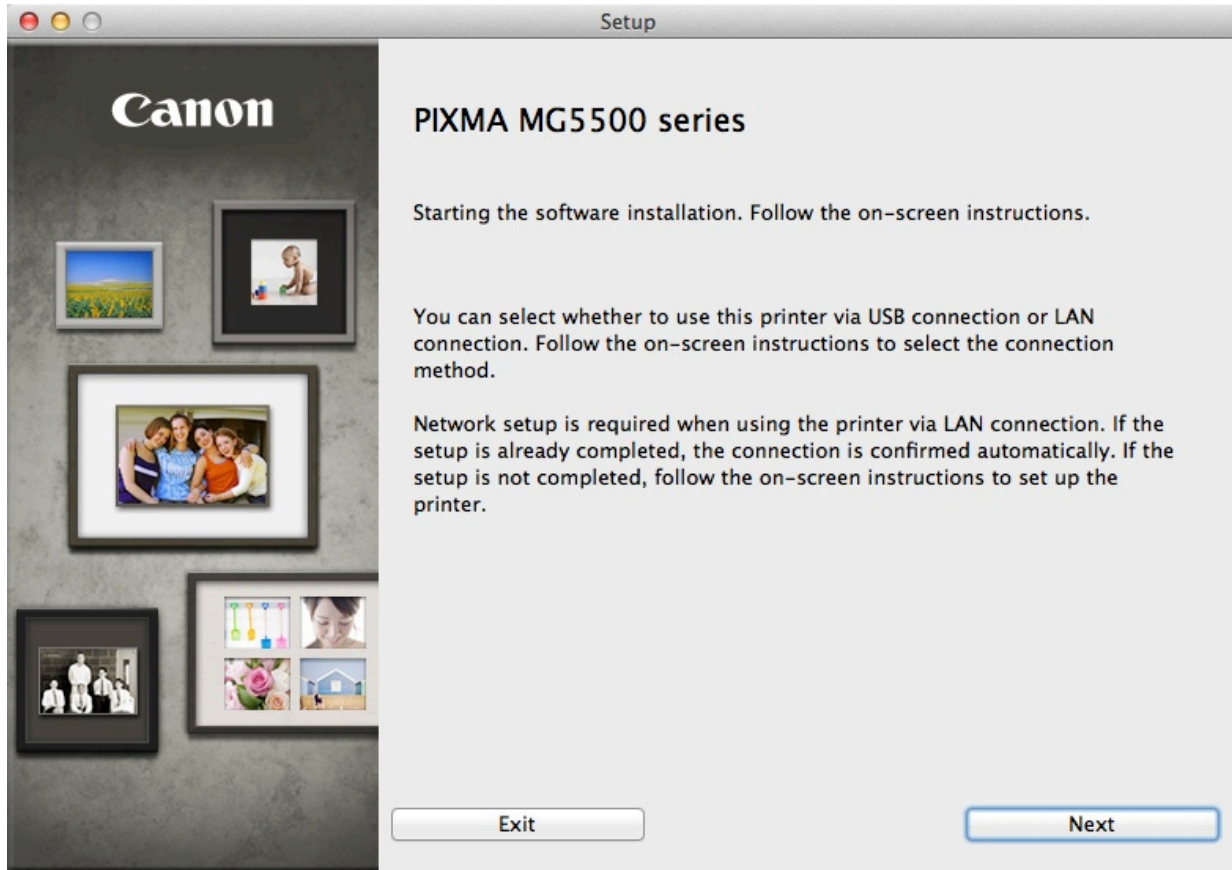 Setup
Canon
PIXMA MG5500 series
Starting the software installation. Follow the on-screen instructions.
You can select whether to use this printer via USB connection or LAN
connection. Follow the on-screen instructions to select the connection
method.
Network setup is required when using the printer via LAN connection. If the
setup is already completed, the connection is confirmed automatically. If the
setup is not completed, follow the on-screen instructions to set up the
printer.
Exit
Next